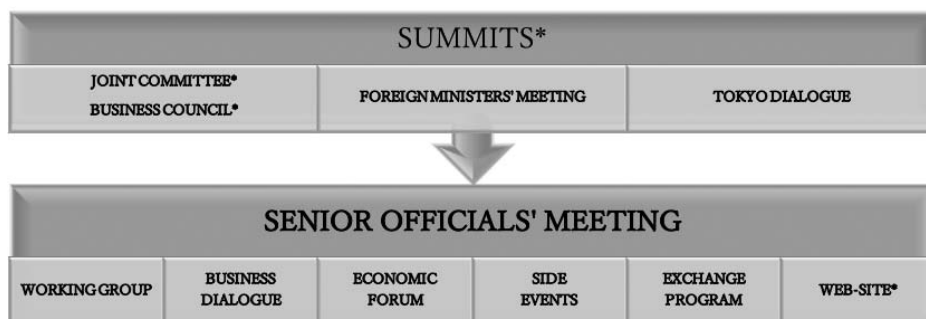 SUMMITS*
JOINT COMMITTEE*
BUSINESS COUNCIL*
FOREIGN MINISTERS' MEETING
TOKYO DIALOGUE
SENIOR OFFICIALS' MEETING
WORKING GROUP
BUSINESS
DIALOGUE
ECONOMIC
FORUM
SIDE
EVENTS
EXCHANGE
PROGRAM
WEB-SITE*